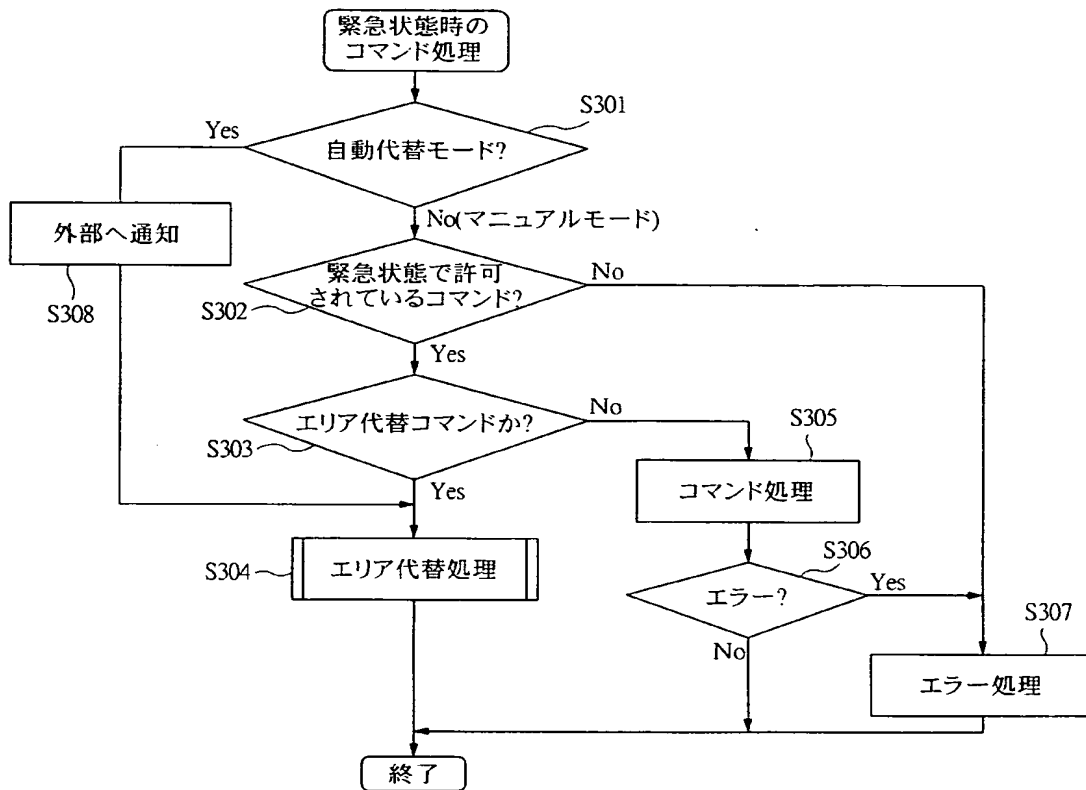 緊急状態時の
コマンド処理
S301
Yes
自動代替モード?
外部へ通知
No(マニュアルモード)
S308
緊急状態で許可
されているコマンド?
No
S302
Yes
エリア代替コマンドか?
No
S303
S305
Yes
コマンド処理
S304
エリア代替処理
S306
エラー?
Yes
S307
No
エラー処理
終了